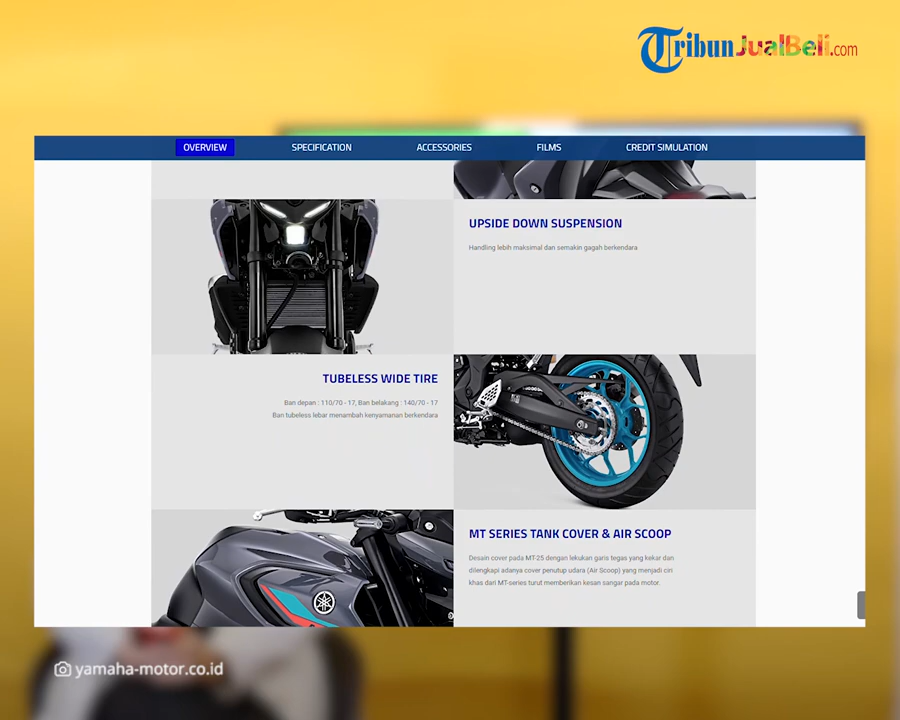 TribunJualBeli.com
OVERVIEW SPECIFICATION ACCESSORIES FILMS CREDIT SIMULATION
UPSIDE DOWN SUSPENSION
Handling lebih maksimal dan semakin gagah berkendara
TUBELESS WIDE TIRE
Ban depan : 110/70 - 17, Ban belakang : 140/70 - 17
Ban tubeless lebar menambah kenyamanan berkendara
MT SERIES TANK COVER & AIR SCOOP
Desain cover pada MT-25 dengan lekukan garis tegas yang kekar dan
dilengkapi adanya cover penutup udara (Air Scoop) yang menjadi ciri
khas dari MT-series turut memberikan kesan sangar pada motor.
yamaha-motor.co.id